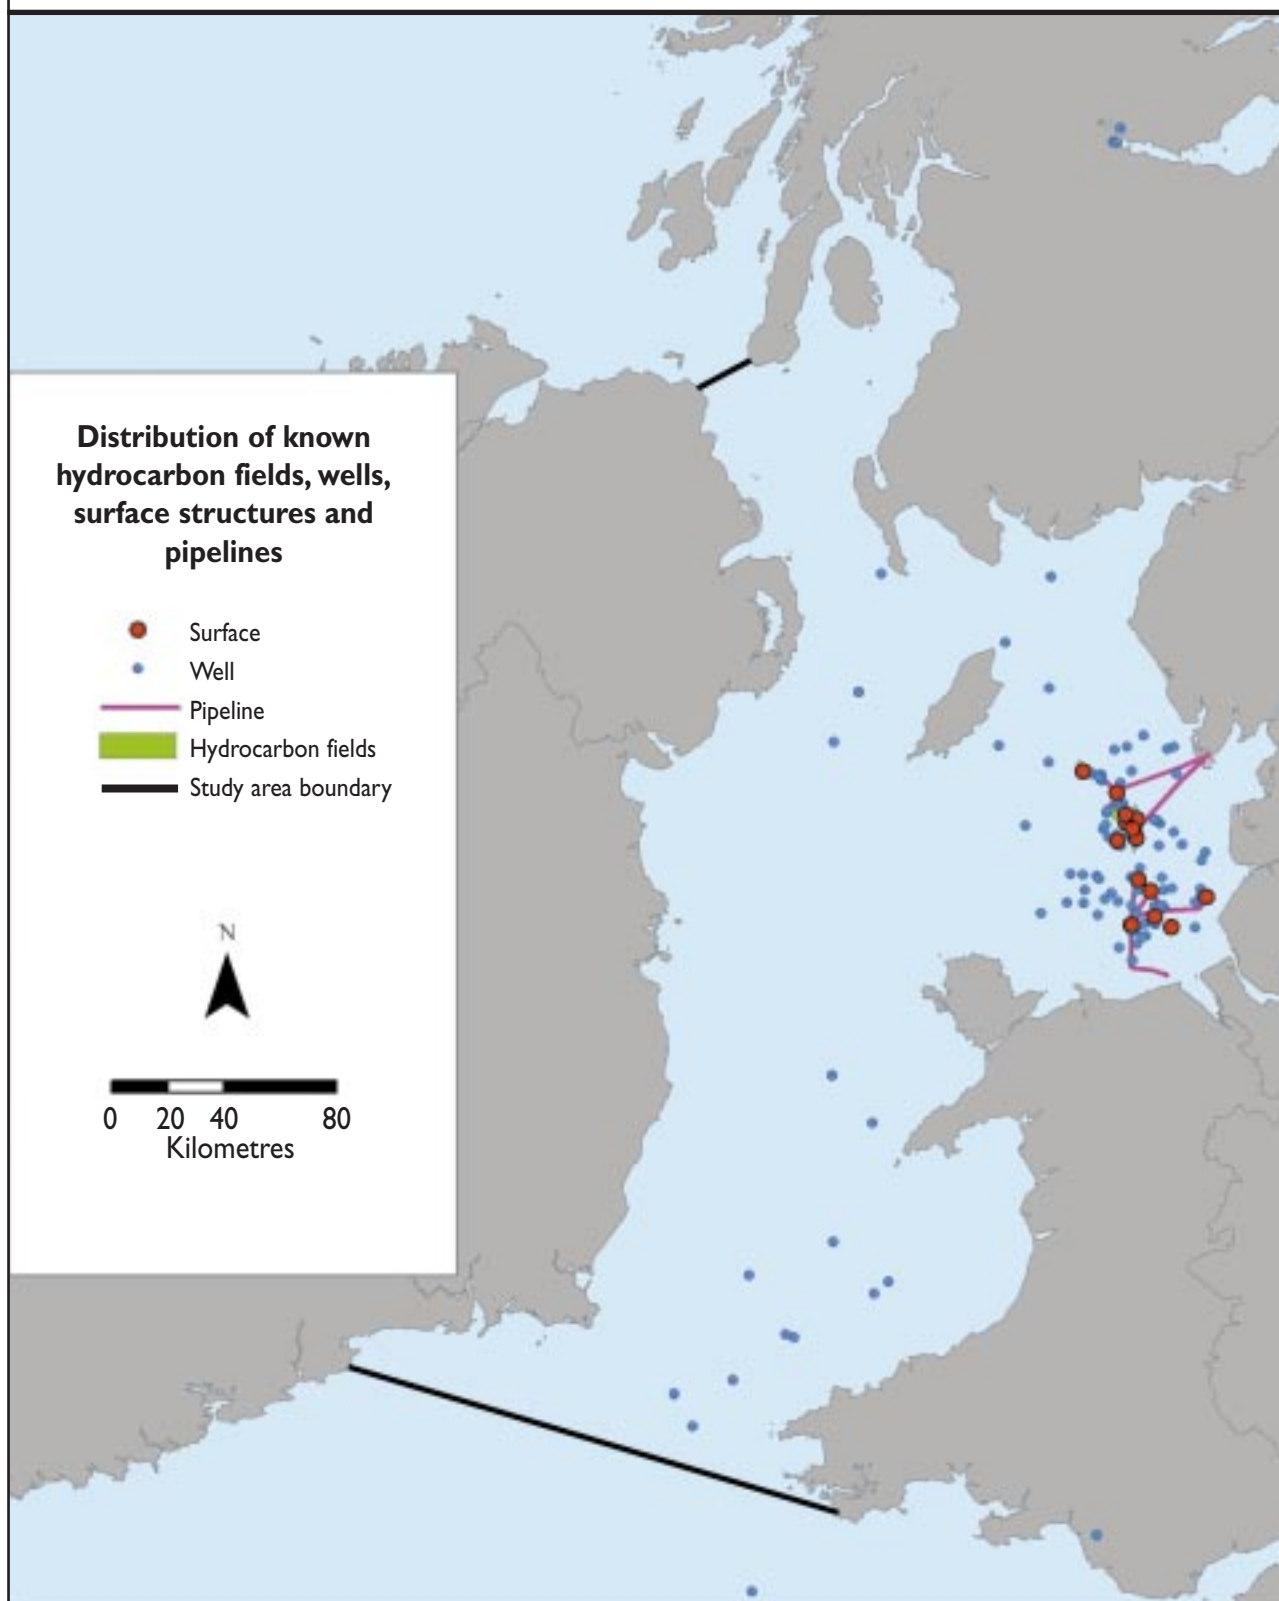 Distribution of known
hydrocarbon fields, wells,
surface structures and
pipelines
Surface
Well
Pipeline
Hydrocarbon fields
Study area boundary
N
0 20 40 80
Kilometres